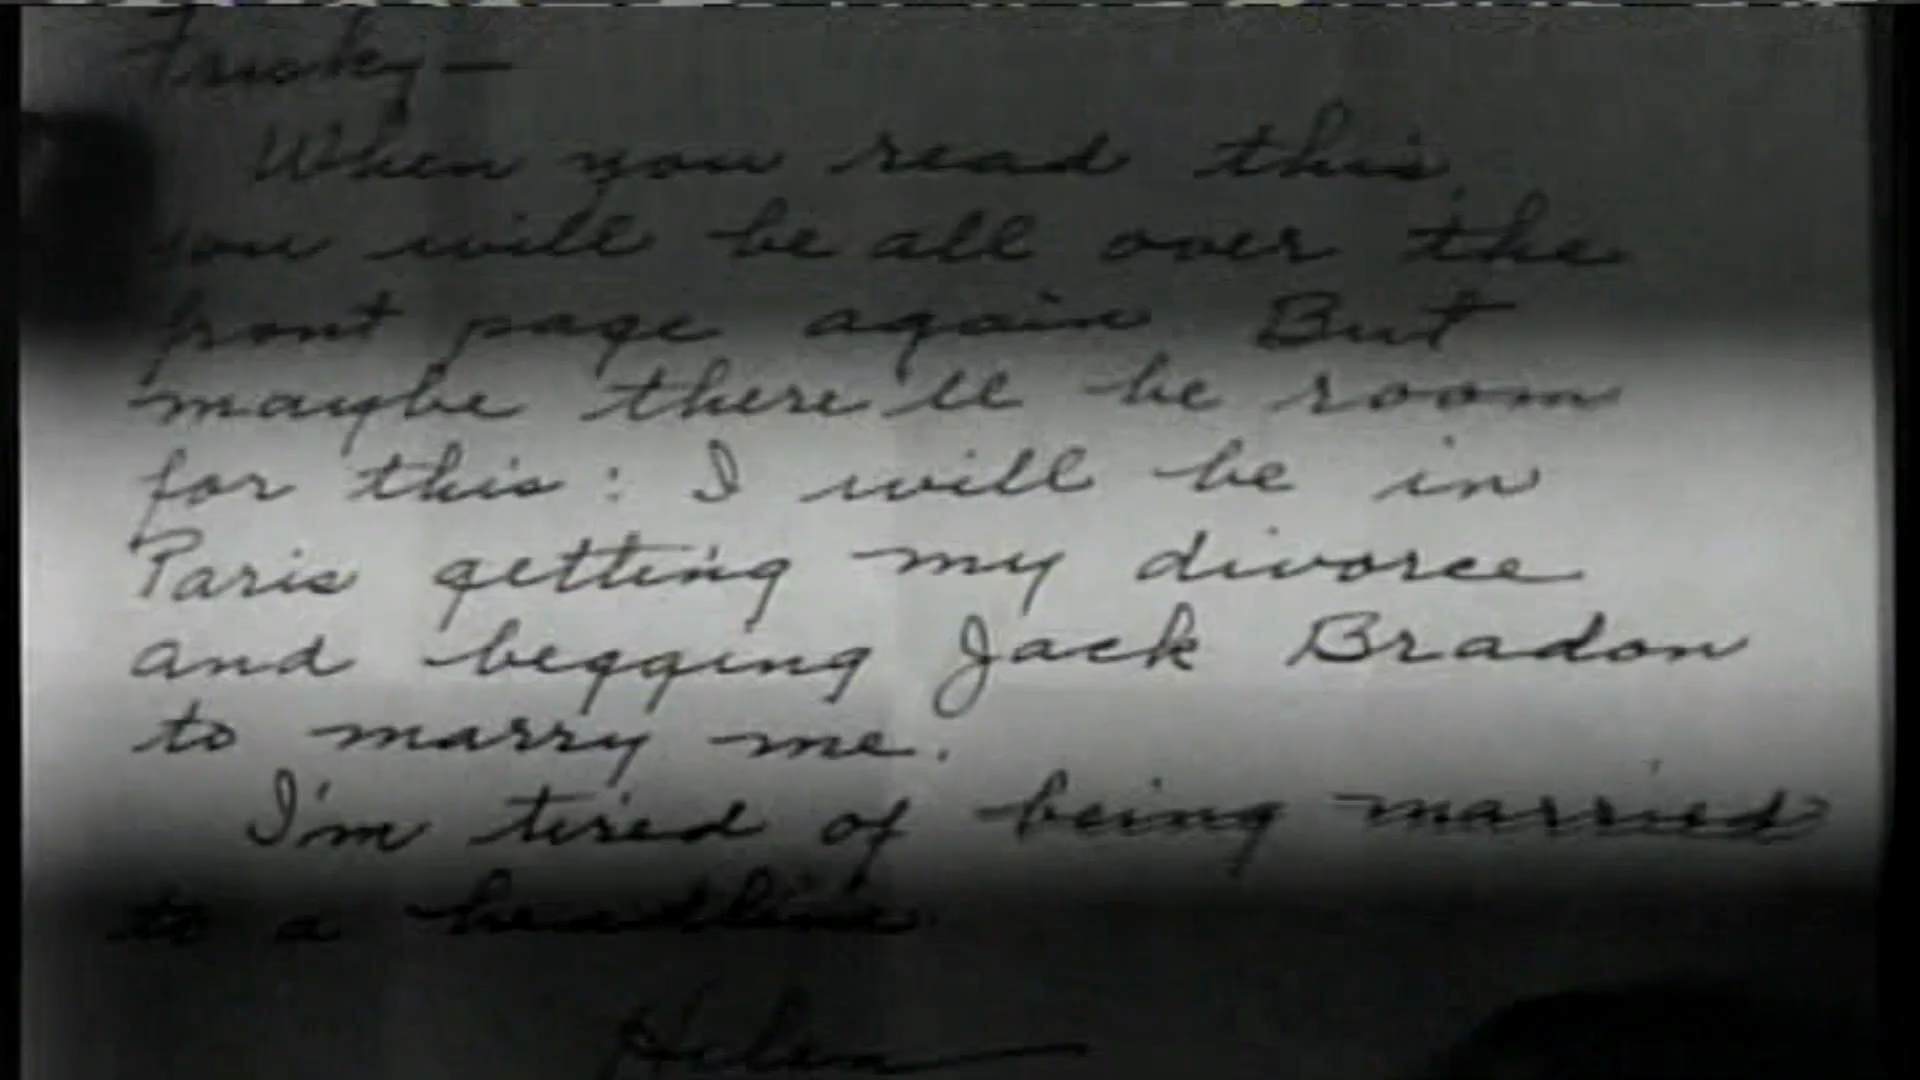 Frisky—
When you read this
you will be all over the
front page again But
maybe there'll be room
for this: I will be in
Paris getting my divorce
and begging Jack Bradon
to marry me.
I'm tired of being married
to a headline.
Helen